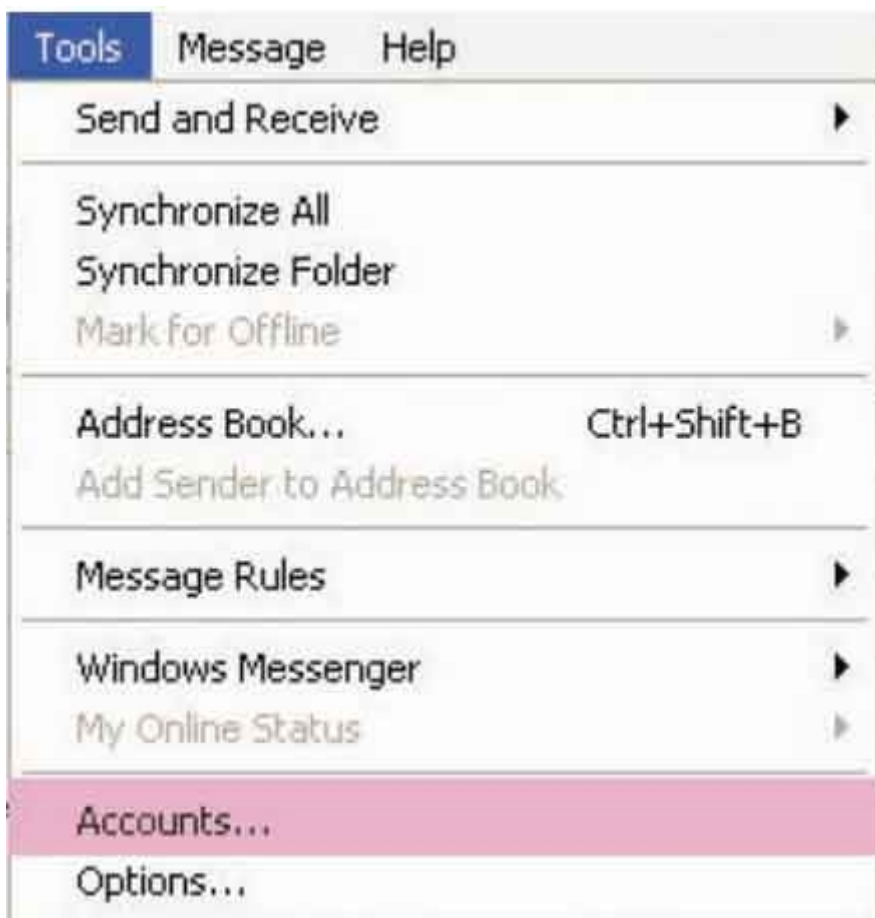 Tools Message Help
Send and Receive
Synchronize All
Synchronize Folder
Mark for Offline
Address Book... Ctrl+Shift+B
Add Sender to Address Book
Message Rules
Windows Messenger
My Online Status
Accounts...
Options...